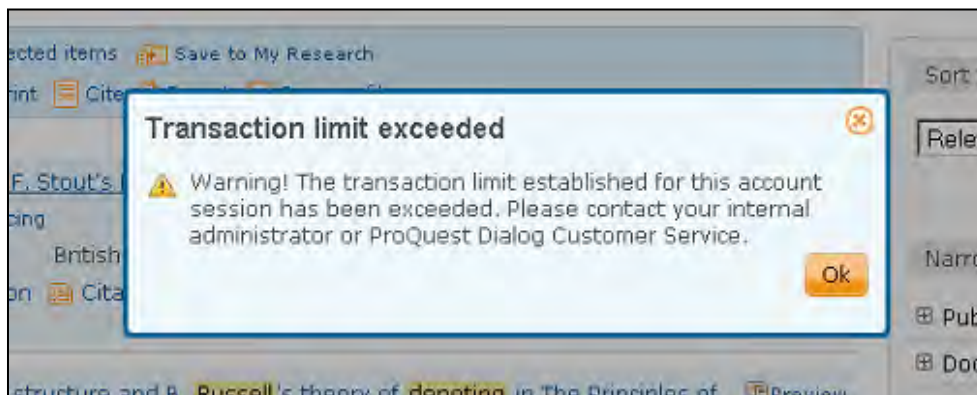 ected items Save to My Research
int Cite
Sort
Transaction limit exceeded
Rele
Warning! The transaction limit established for this account
session has been exceeded. Please contact your internal
administrator or ProQuest Dialog Customer Service.
Ok
F. Stout's
cing
British
Narro
on Cita
Pub
Doc
structure and B. Russell's theory of denoting in The Principles of Preview